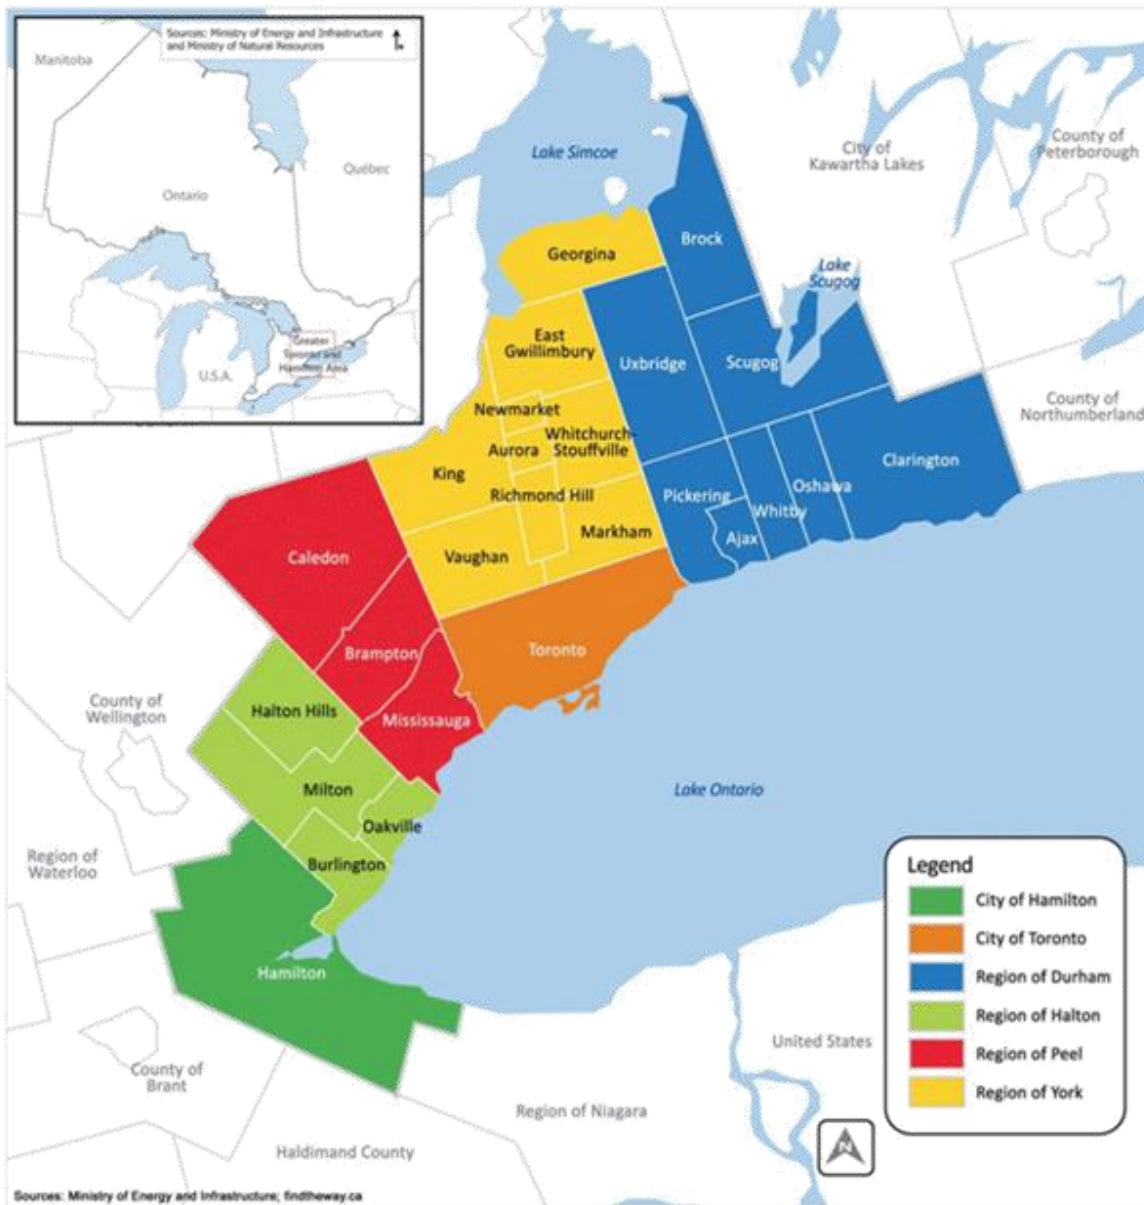 Sources: Ministry of Energy and Infrastructure
and Ministry of Natural Resources
Manitoba
Québec
Ontario
U.S.A.
Greater
Toronto and
Hamilton Area
Lake Simcoe
City of
Kawartha Lakes
County of
Peterborough
Brock
Georgina
Lake
Scugog
East
Gwillimbury
Uxbridge
Scugog
County of
Northumberland
Newmarket
Whitchurch-
Stouffville
Aurora
King
Clarington
Richmond Hill
Pickering
Oshawa
Whitby
Markham
Ajax
Vaughan
Caledon
Brampton
Toronto
County of
Wellington
Halton Hills
Mississauga
Milton
Lake Ontario
Oakville
Burlington
Region of
Waterloo
Hamilton
Legend
City of Hamilton
City of Toronto
Region of Durham
Region of Halton
Region of Peel
Region of York
United States
County of
Brant
Region of Niagara
Haldimand County
N
Sources: Ministry of Energy and Infrastructure; findtheway.ca